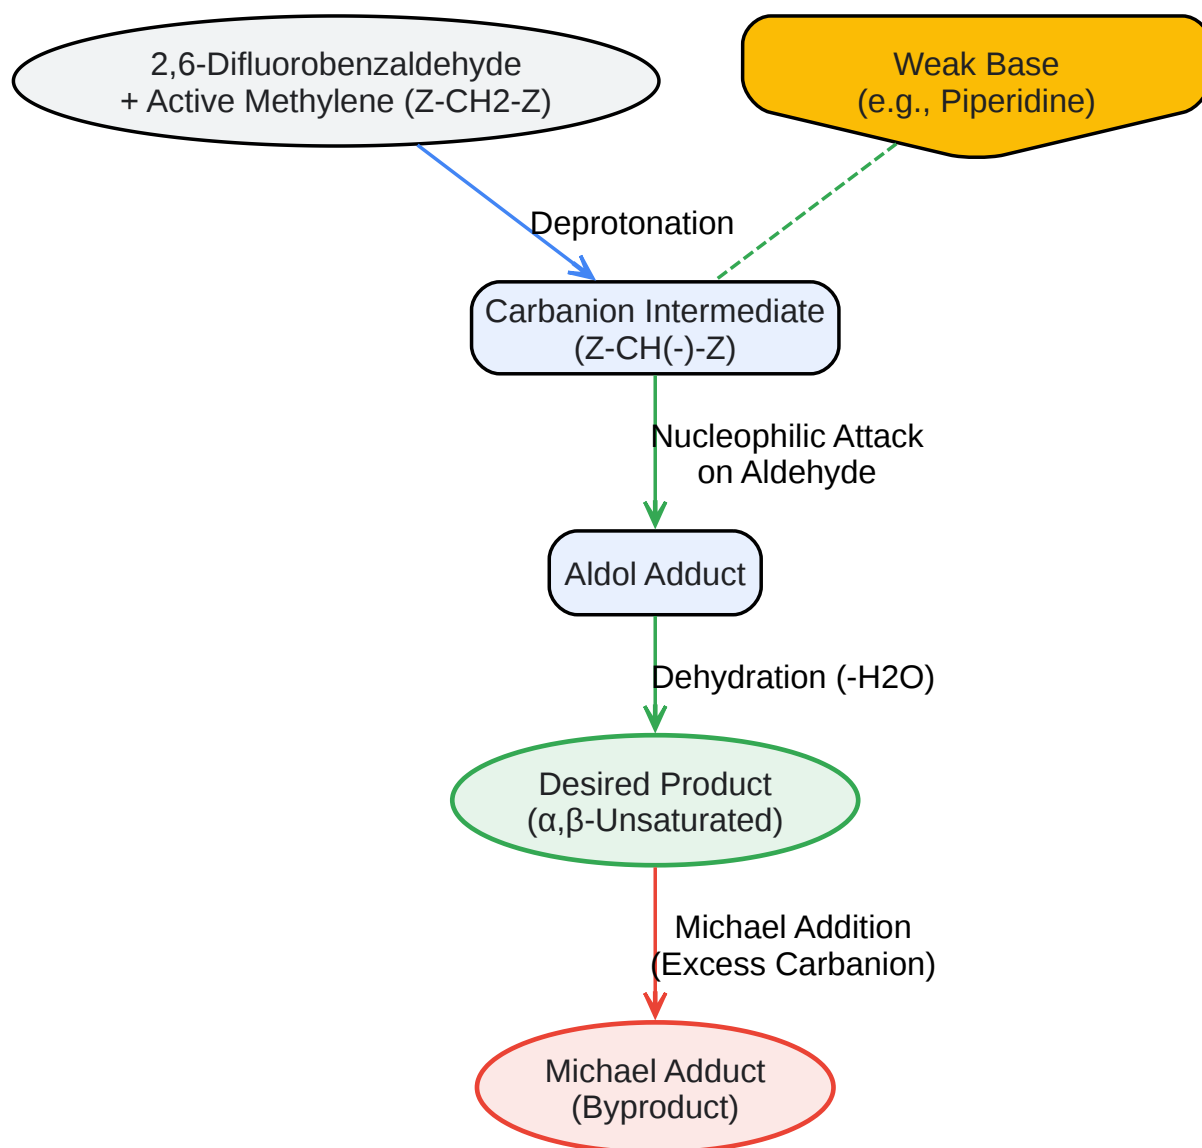 2,6-Difluorobenzaldehyde
+ Active Methylene (Z-CH2-Z)
Weak Base
(e.g., Piperidine)
Deprotonation
Carbanion Intermediate
(Z-CH(-)-Z)
Nucleophilic Attack
on Aldehyde
Aldol Adduct
Dehydration (-H2O)
Desired Product
(α,β-Unsaturated)
Michael Addition
(Excess Carbanion)
Michael Adduct
(Byproduct)